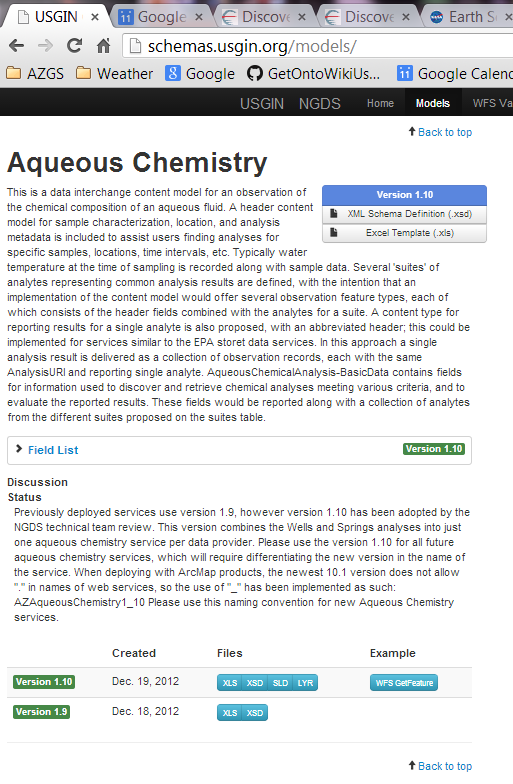 USGIN
Google
Discove
Discove
Earth S
schemas.usgin.org/models/
AZGS
Weather
Google
GetOntoWikiUs...
Google Calend
USGIN NGDS Home Models WFS Va
Back to top
Aqueous Chemistry
This is a data interchange content model for an observation of
the chemical composition of an aqueous fluid. A header content
model for sample characterization, location, and analysis
metadata is included to assist users finding analyses for
specific samples, locations, time intervals, etc. Typically water
temperature at the time of sampling is recorded along with sample data. Several 'suites' of
analytes representing common analysis results are defined, with the intention that an
implementation of the content model would offer several observation feature types, each of
which consists of the header fields combined with the analytes for a suite. A content type for
reporting results for a single analyte is also proposed, with an abbreviated header; this could be
implemented for services similar to the EPA storet data services. In this approach a single
analysis result is delivered as a collection of observation records, each with the same
AnalysisURI and reporting single analyte. AqueousChemicalAnalysis-BasicData contains fields
for information used to discover and retrieve chemical analyses meeting various criteria, and to
evaluate the reported results. These fields would be reported along with a collection of analytes
from the different suites proposed on the suites table.
Version 1.10
XML Schema Definition (.xsd)
Excel Template (.xls)
Field List Version 1.10
Discussion
Status
Previously deployed services use version 1.9, however version 1.10 has been adopted by the
NGDS technical team review. This version combines the Wells and Springs analyses into just
one aqueous chemistry service per data provider. Please use the version 1.10 for all future
aqueous chemistry services, which will require differentiating the new version in the name of
the service. When deploying with ArcMap products, the newest 10.1 version does not allow
"." in names of web services, so the use of "_" has been implemented as such:
AZAqueousChemistry1_10 Please use this naming convention for new Aqueous Chemistry
services.
Created Files Example
Version 1.10 Dec. 19, 2012 XLS XSD SLD LYR WFS GetFeature
Version 1.9 Dec. 18, 2012 XLS XSD
Back to top